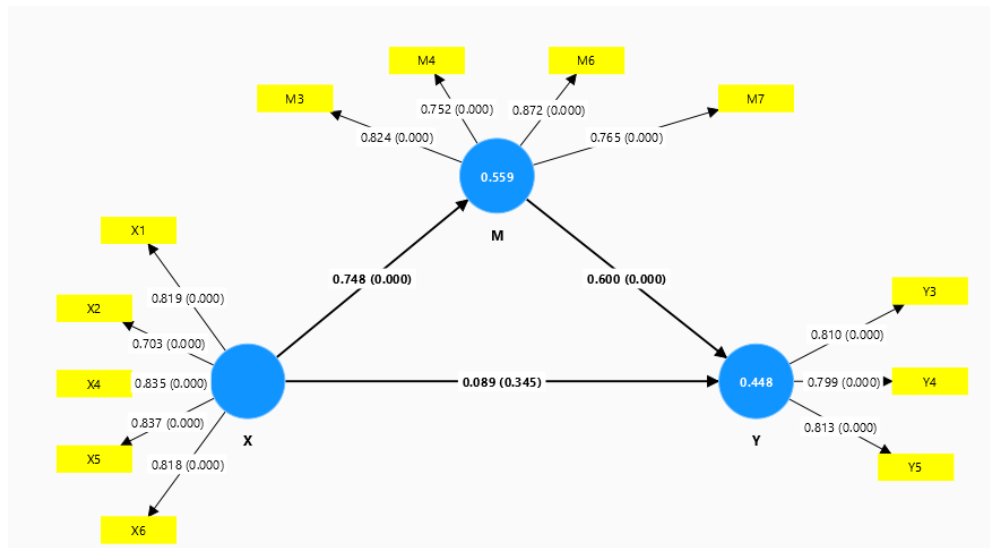 M4
M6
M3
M7
0.752 (0.000)
0.872 (0.000)
0.824 (0.000)
0.765 (0.000)
0.559
M
X1
0.748 (0.000)
0.600 (0.000)
0.819 (0.000)
X2
0.703 (0.000)
Y3
0.810 (0.000)
X4
0.835 (0.000)
0.089 (0.345)
0.448
0.799 (0.000)
Y4
0.837 (0.000)
0.813 (0.000)
X
Y
X5
0.818 (0.000)
Y5
X6